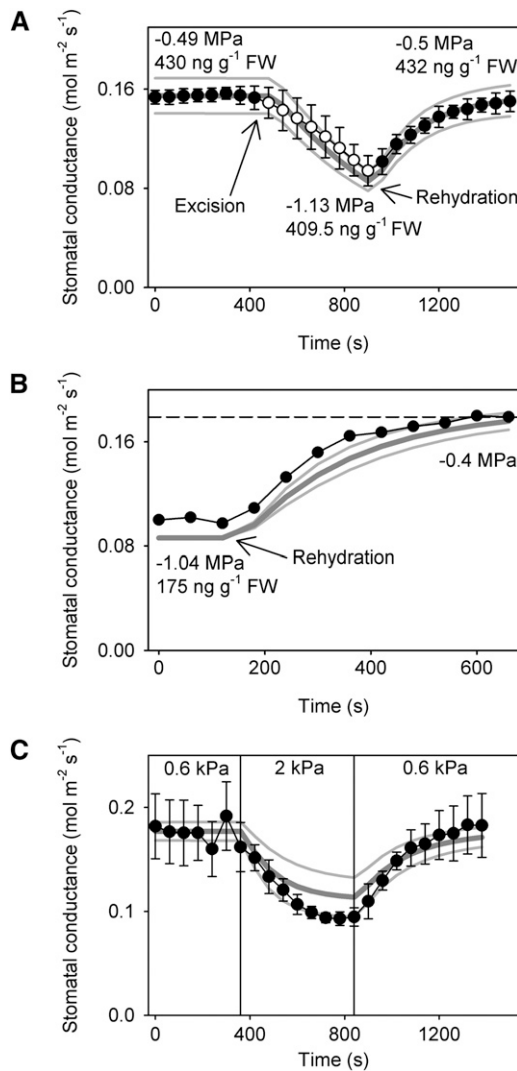 A
-0.49 MPa
430 ng g⁻¹ FW
-0.5 MPa
432 ng g⁻¹ FW
0.16
0.08
0.00
Stomatal conductance (mol m⁻² s⁻¹)
Excision
-1.13 MPa
409.5 ng g⁻¹ FW
Rehydration
0 400 800 1200
Time (s)
B
0.16
0.08
0.00
Stomatal conductance (mol m⁻² s⁻¹)
-0.4 MPa
Rehydration
-1.04 MPa
175 ng g⁻¹ FW
0 200 400 600
Time (s)
C
0.6 kPa 2 kPa 0.6 kPa
0.2
0.1
0.0
Stomatal conductance (mol m⁻² s⁻¹)
0 400 800 1200
Time (s)